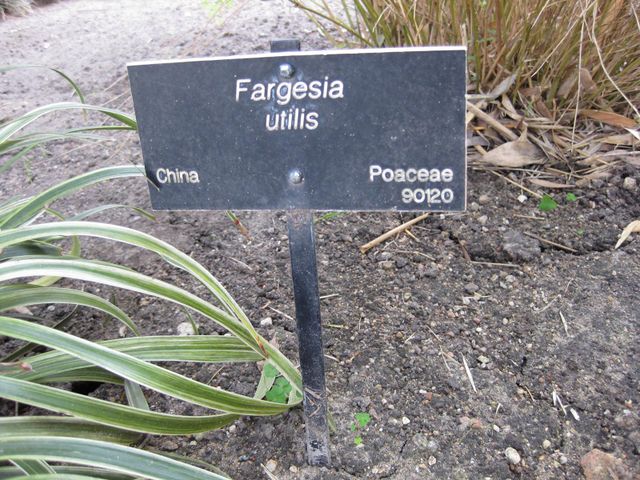 Fargesia
utilis
China
Poaceae
90120